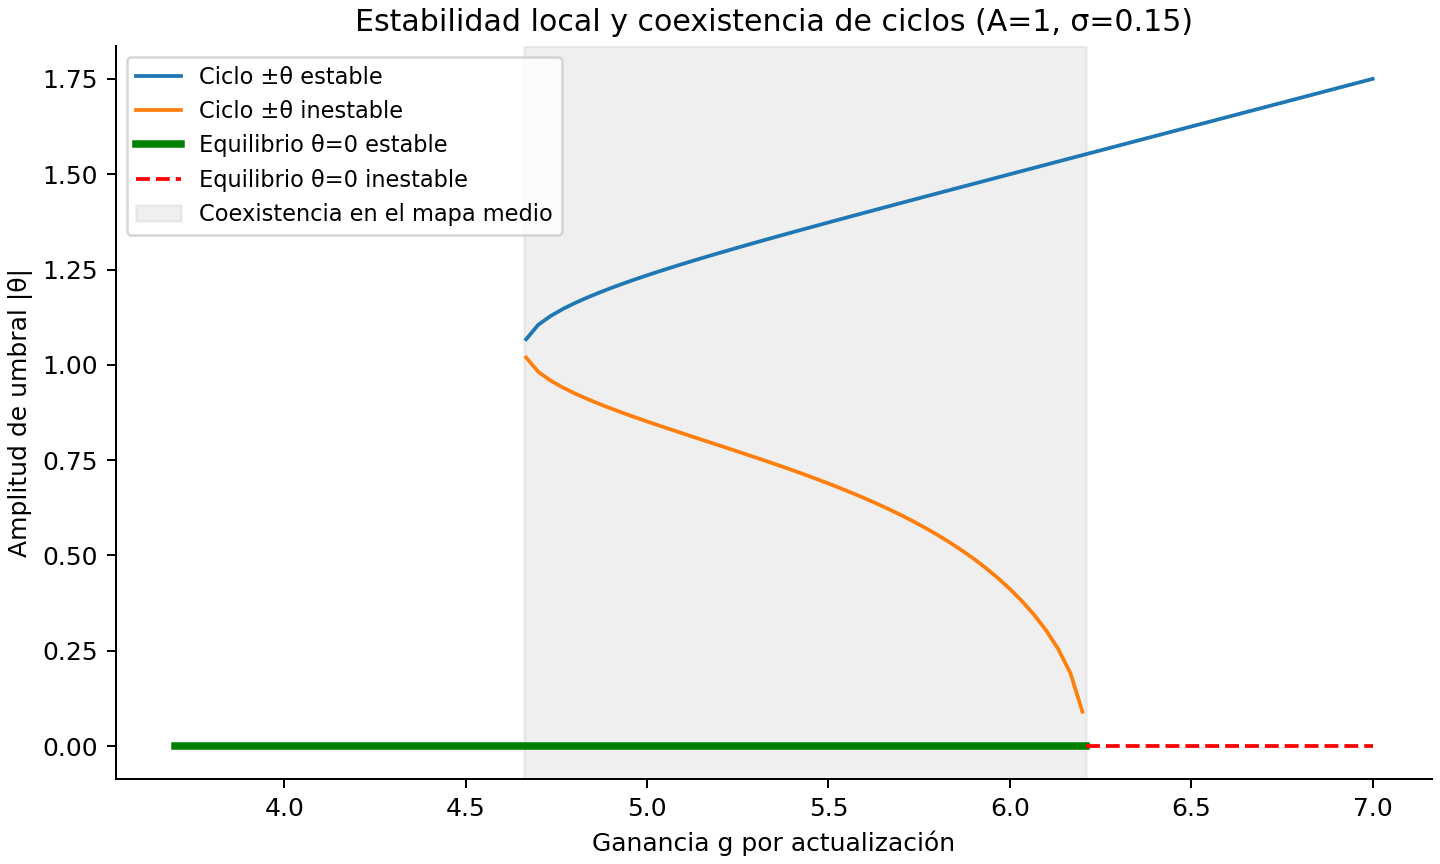 Estabilidad local y coexistencia de ciclos (A=1, σ=0.15)
Ciclo ±θ estable
Ciclo ±θ inestable
Equilibrio θ=0 estable
Equilibrio θ=0 inestable
Coexistencia en el mapa medio
Amplitud de umbral |θ|
1.75
1.50
1.25
1.00
0.75
0.50
0.25
0.00
4.0
4.5
5.0
5.5
6.0
6.5
7.0
Ganancia g por actualización